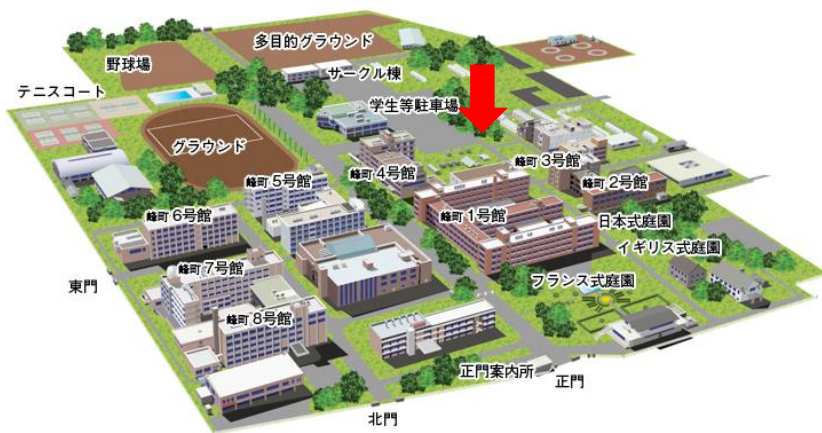 多目的グラウンド
野球場
サークル棟
テニスコート
学生等駐車場
グラウンド
峰町 3号館
峰町 4号館
峰町 5号館
峰町 2号館
峰町 6号館
峰町 1号館
日本式庭園
イギリス式庭園
峰町 7号館
東門
フランス式庭園
峰町 8号館
正門案内所
正門
北門